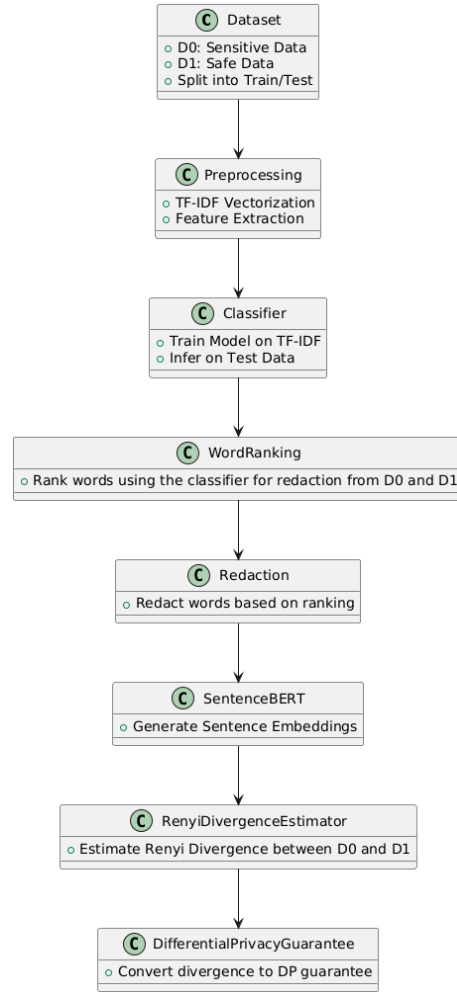 C Dataset
D0: Sensitive Data
D1: Safe Data
Split into Train/Test
C Preprocessing
TF-IDF Vectorization
Feature Extraction
C Classifier
Train Model on TF-IDF
Infer on Test Data
C WordRanking
Rank words using the classifier for redaction from D0 and D1
C Redaction
Redact words based on ranking
C SentenceBERT
Generate Sentence Embeddings
C RenyiDivergenceEstimator
Estimate Renyi Divergence between D0 and D1
C DifferentialPrivacyGuarantee
Convert divergence to DP guarantee